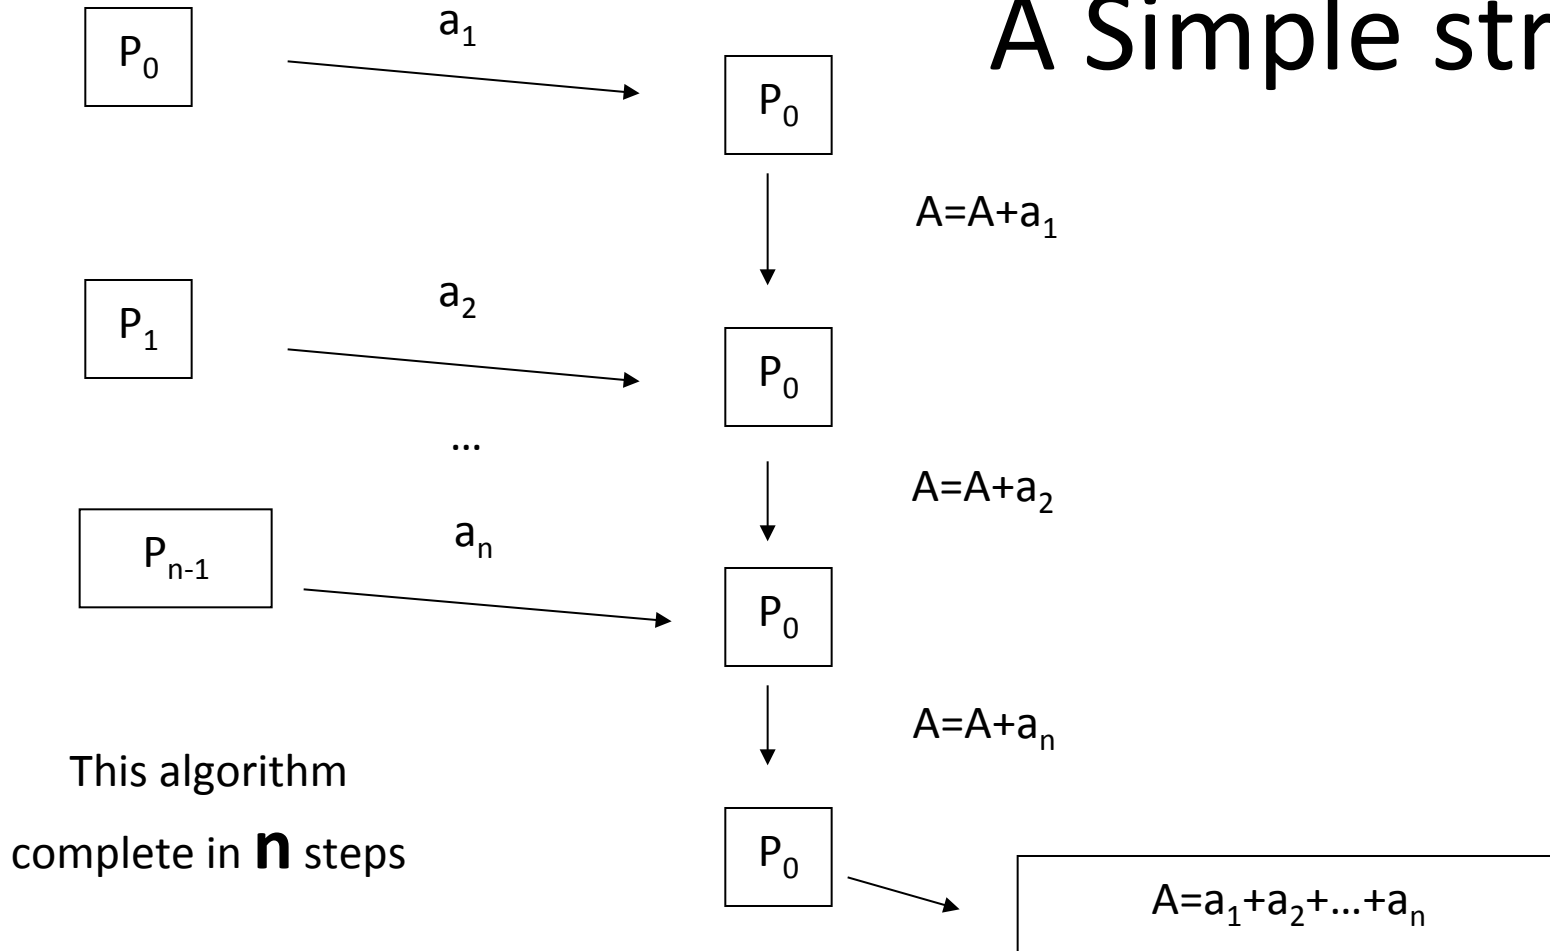 A Simple
P₀
a₁
P₀
A=A+a₁
P₁
a₂
P₀
…
A=A+a₂
Pₙ₋₁
aₙ
P₀
A=A+aₙ
This algorithm
complete in n steps
P₀
A=a₁+a₂+…+aₙ